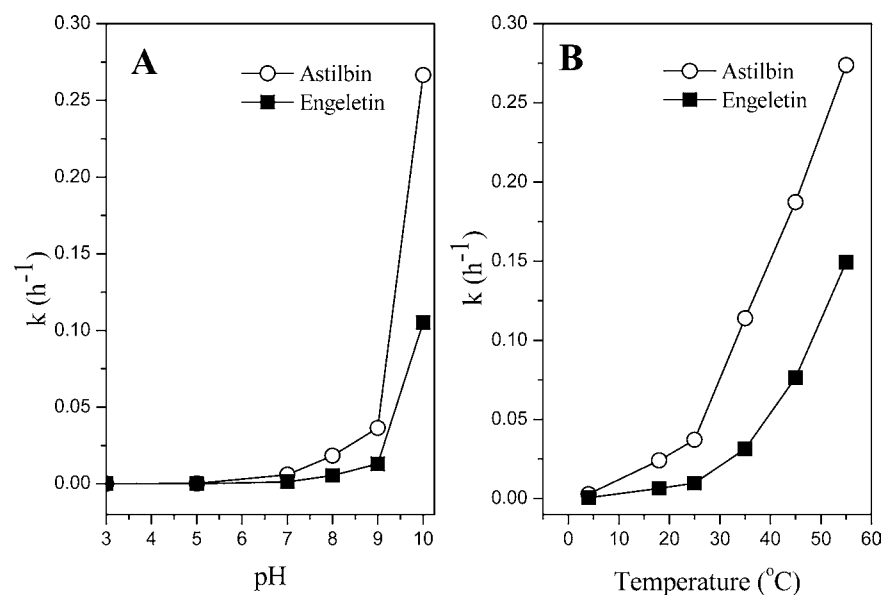 A
Astilbin
Engeletin
0.30
0.25
0.20
0.15
0.10
0.05
0.00
k (h⁻¹)
3 4 5 6 7 8 9 10
pH
B
Astilbin
Engeletin
0.30
0.25
0.20
0.15
0.10
0.05
0.00
k (h⁻¹)
0 10 20 30 40 50 60
Temperature (°C)